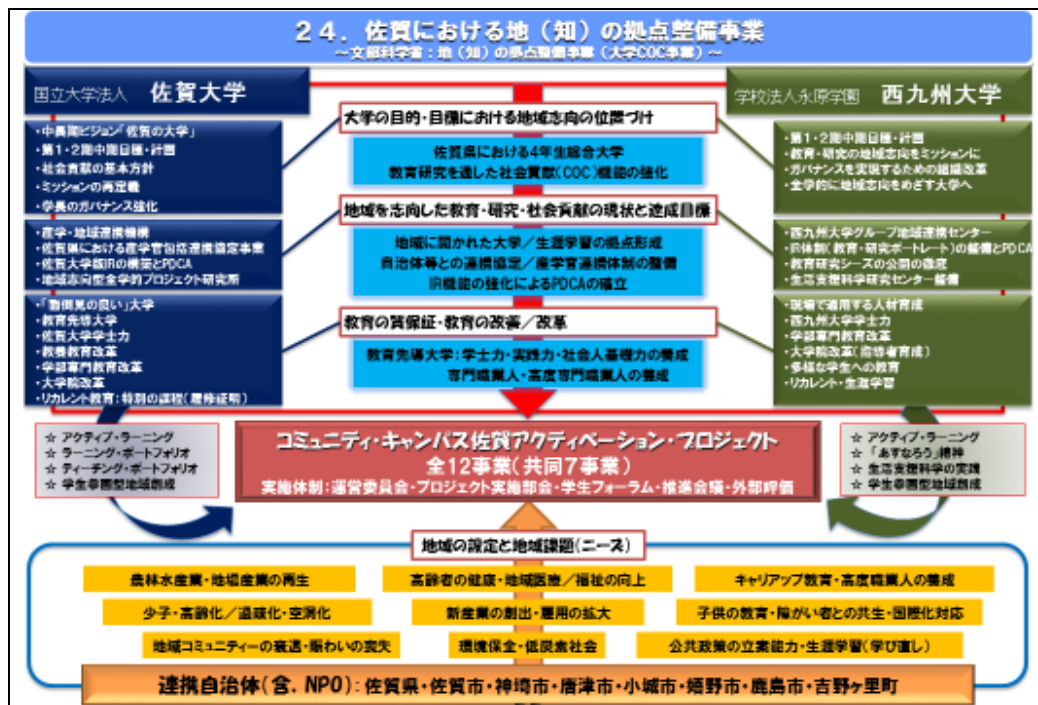 ２４．佐賀における地（知）の拠点整備事業
～文部科学省：地（知）の拠点整備事業（大学COC事業）～
国立大学法人 佐賀大学
・中長期ビジョン「佐賀の大学」
・第1・2期中期目標・計画
・社会貢献の基本方針
・ミッションの再定義
・学長のガバナンス強化
・産学・地域連携機構
・佐賀県における産学官包括連携協定事業
・佐賀大学版IRの構築とPDCA
・地域志向型全学的プロジェクト研究所
・「面倒見の良い」大学
・教育先導大学
・佐賀大学学士力
・教養教育改革
・学部専門教育改革
・大学院改革
・リカレント教育：特別の課程（履修証明）
大学の目的・目標における地域志向の位置づけ
佐賀県における4年生総合大学
教育研究を通した社会貢献（COC）機能の強化
地域を志向した教育・研究・社会貢献の現状と達成目標
地域に開かれた大学／生涯学習の拠点形成
自治体等との連携協定／産学官連携体制の整備
IR機能の強化によるPDCAの確立
教育の質保証・教育の改善／改革
教育先導大学：学士力・実践力・社会人基礎力の養成
専門職業人・高度専門職業人の養成
学校法人永原学園 西九州大学
・第1・2期中期目標・計画
・教育・研究の地域志向をミッションに
・ガバナンスを実現するための組織改革
・全学的に地域志向をめざす大学へ
・西九州大学グループ地域連携センター
・IR体制（教育・研究ポートレート）の整備とPDCA
・教育研究シーズの公開の徹底
・生活支援科学研究センター整備
・現場で通用する人材育成
・西九州大学学士力
・学部専門教育改革
・大学院改革（指導者育成）
・多様な学生への教育
・リカレント・生涯学習
☆ アクティブ・ラーニング
☆ ラーニング・ポートフォリオ
☆ ティーチング・ポートフォリオ
☆ 学生参画型地域創成
コミュニティ・キャンパス佐賀アクティベーション・プロジェクト
全12事業（共同7事業）
実施体制：運営委員会・プロジェクト実施部会・学生フォーラム・推進会議・外部評価
☆ アクティブ・ラーニング
☆ 「あすなろう」精神
☆ 生活支援科学の実践
☆ 学生参画型地域創成
地域の設定と地域課題（ニーズ）
農林水産業・地場産業の再生
高齢者の健康・地域医療／福祉の向上
キャリアップ教育・高度職業人の養成
少子・高齢化／過疎化・空洞化
新産業の創出・雇用の拡大
子供の教育・障がい者との共生・国際化対応
地域コミュニティーの衰退・賑わいの喪失
環境保全・低炭素社会
公共政策の立案能力・生涯学習（学び直し）
連携自治体（含．NPO）：佐賀県・佐賀市・神埼市・唐津市・小城市・嬉野市・鹿島市・吉野ヶ里町